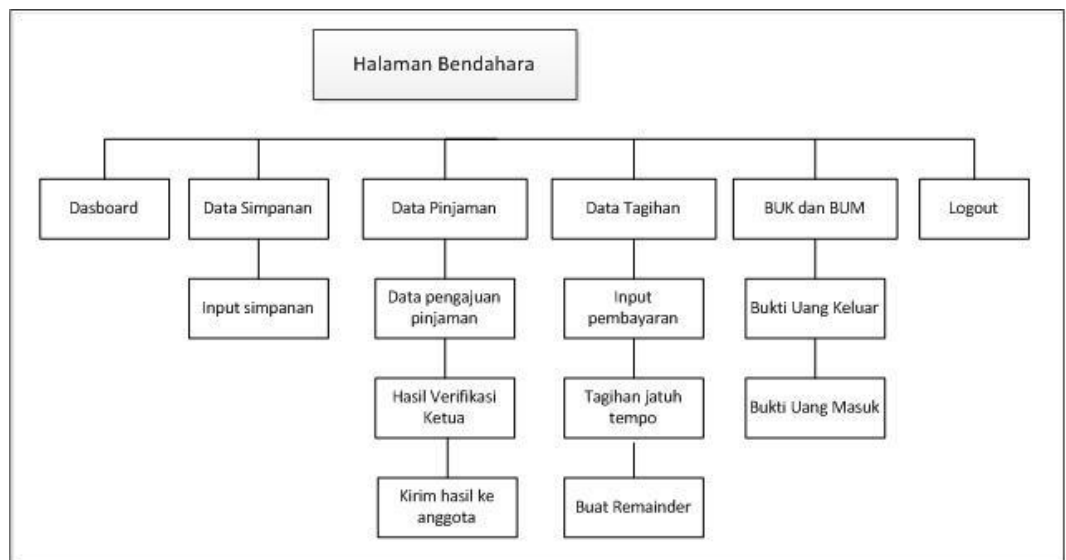 Halaman Bendahara
Dasboard
Data Simpanan
Data Pinjaman
Data Tagihan
BUK dan BUM
Logout
Input simpanan
Data pengajuan
pinjaman
Input
pembayaran
Bukti Uang Keluar
Hasil Verifikasi
Ketua
Tagihan jatuh
tempo
Bukti Uang Masuk
Kirim hasil ke
anggota
Buat Remainder